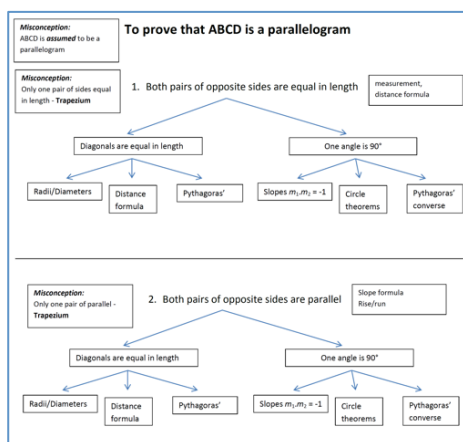 Misconception:
ABCD is assumed to be a
parallelogram
To prove that ABCD is a parallelogram
Misconception:
Only one pair of sides equal
in length - Trapezium
1. Both pairs of opposite sides are equal in length
measurement,
distance formula
Diagonals are equal in length
One angle is 90°
Radii/Diameters
Distance
formula
Pythagoras'
Slopes m₁.m₂ = -1
Circle
theorems
Pythagoras'
converse
Misconception:
Only one pair of parallel -
Trapezium
2. Both pairs of opposite sides are parallel
Slope formula
Rise/run
Diagonals are equal in length
One angle is 90°
Radii/Diameters
Distance
formula
Pythagoras'
Slopes m₁.m₂ = -1
Circle
theorems
Pythagoras'
converse